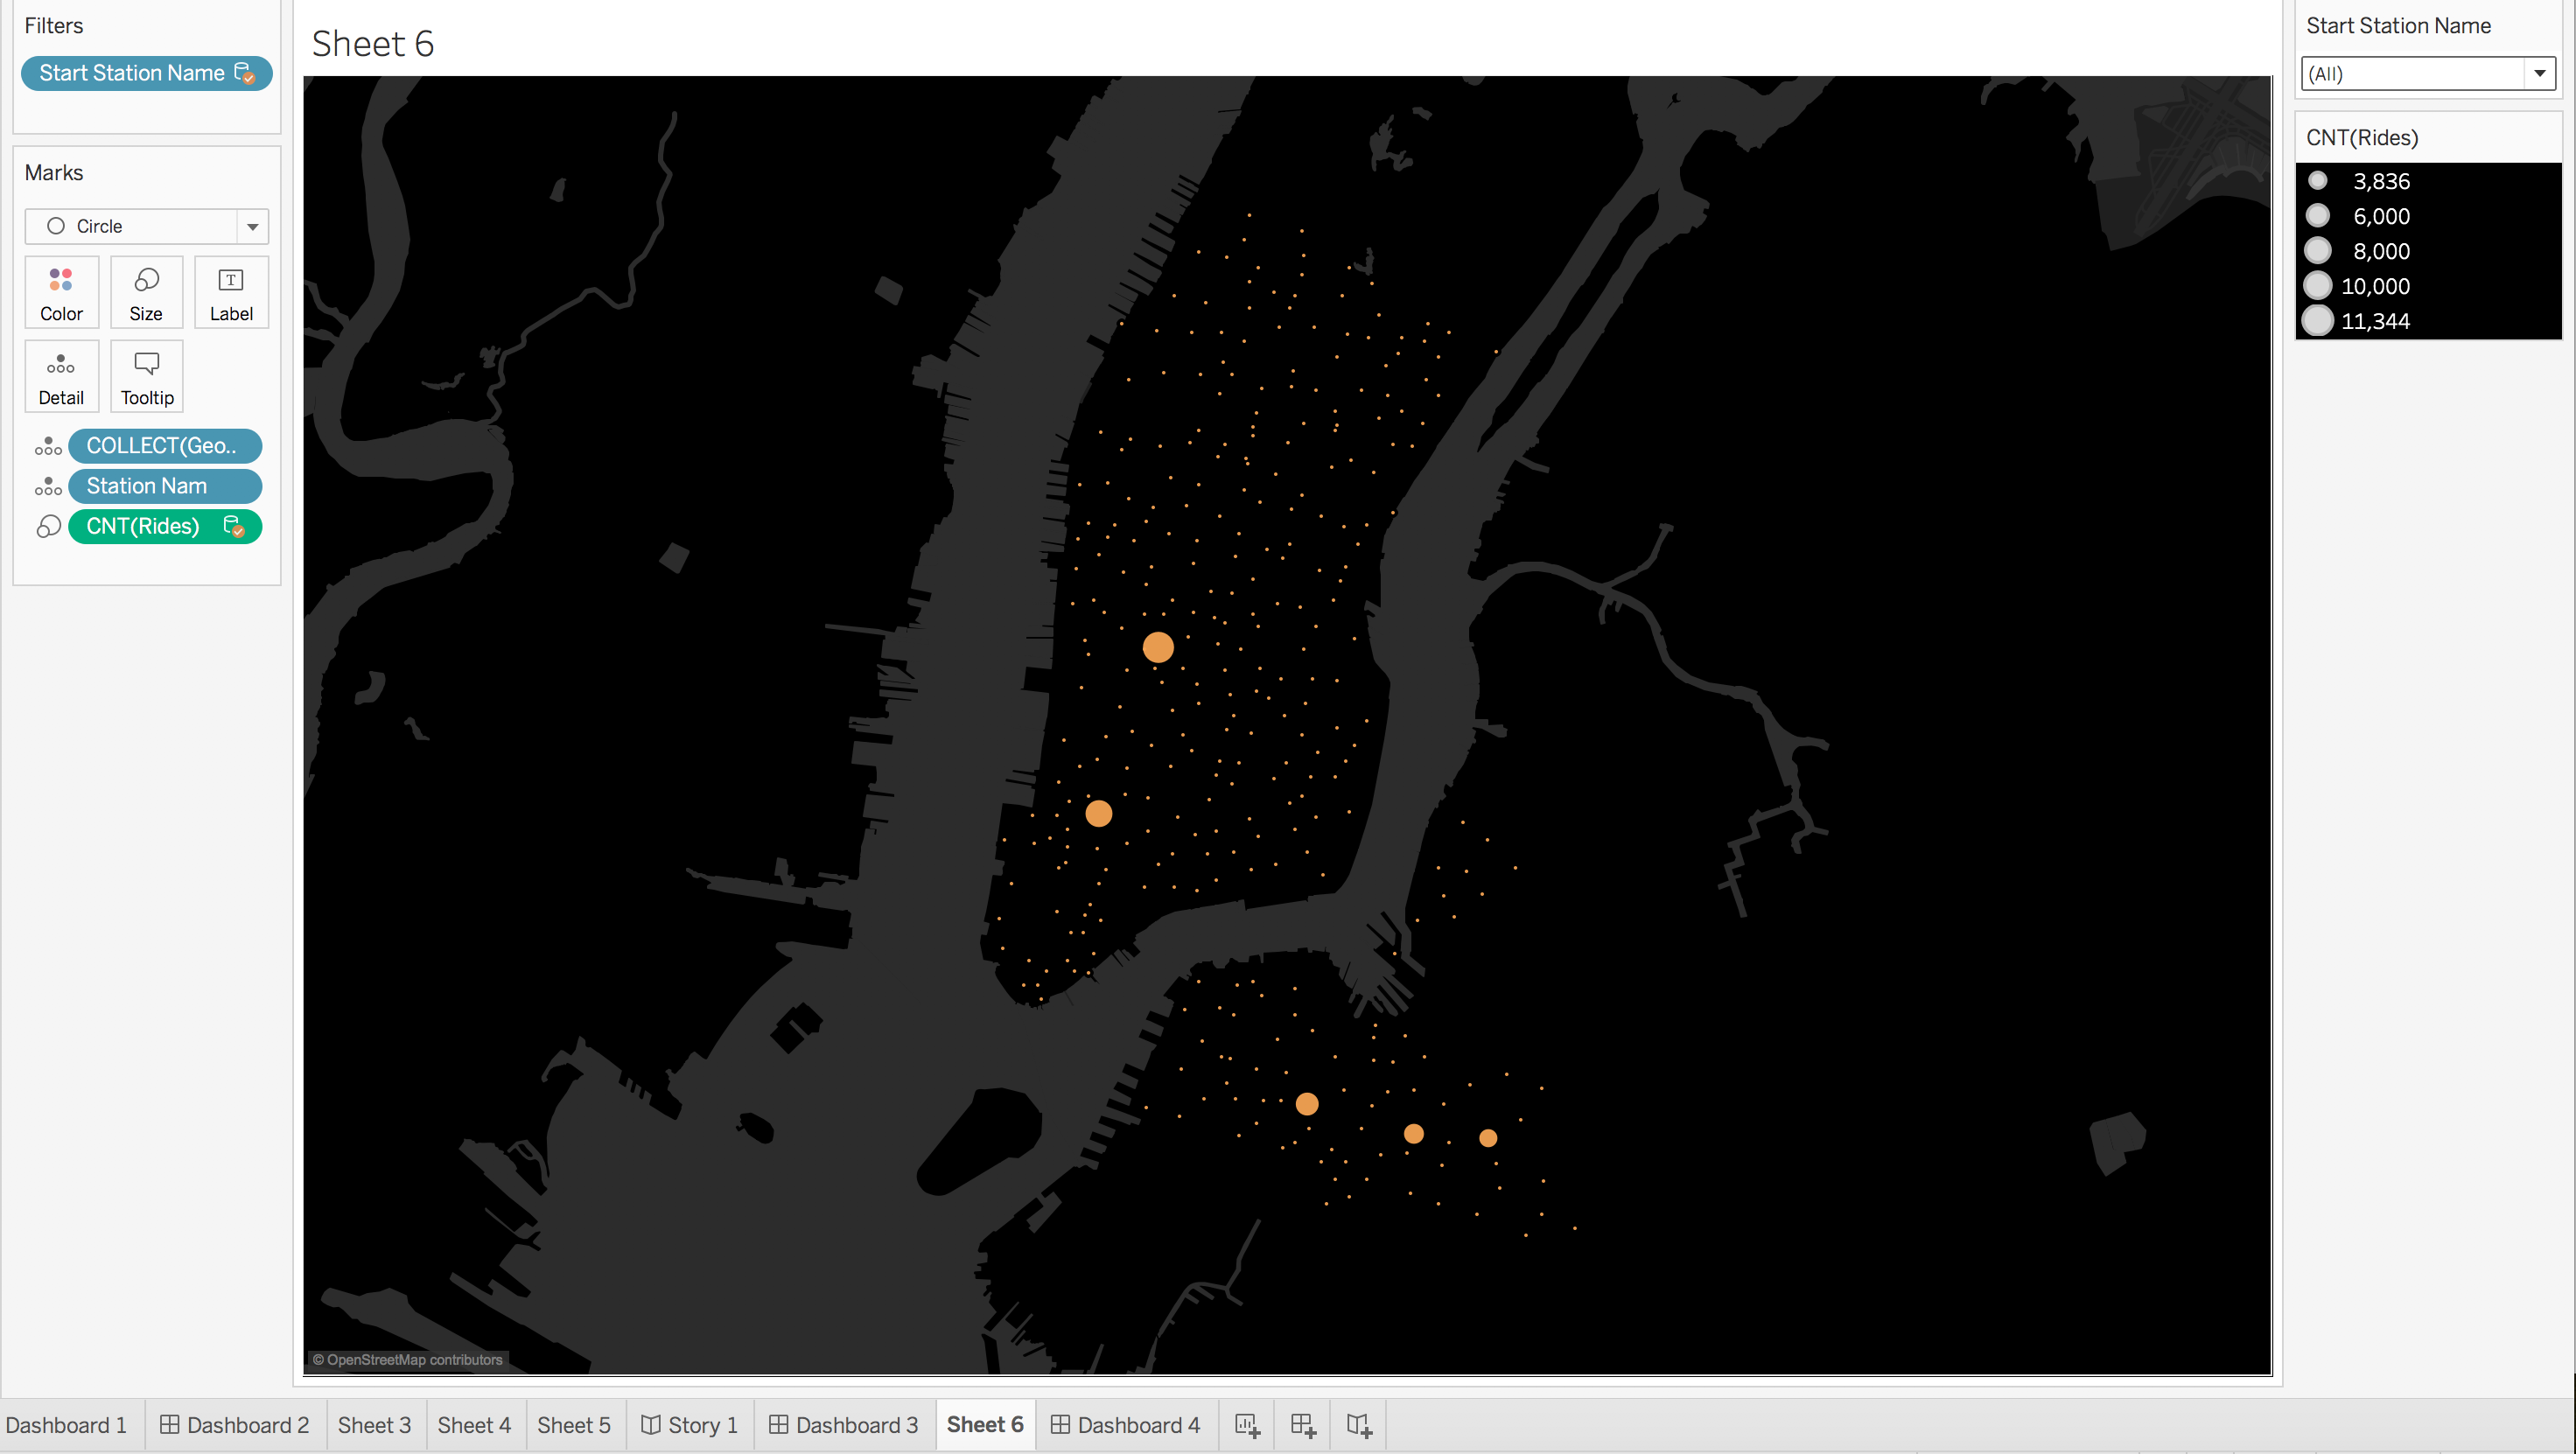 Filters
Start Station Name
Marks
Circle
Color
Size
Label
Detail
Tooltip
COLLECT(Geo..
Station Nam
CNT(Rides)
Sheet 6
© OpenStreetMap contributors
Start Station Name
(All)
CNT(Rides)
3,836
6,000
8,000
10,000
11,344
Dashboard 1
Dashboard 2
Sheet 3
Sheet 4
Sheet 5
Story 1
Dashboard 3
Sheet 6
Dashboard 4